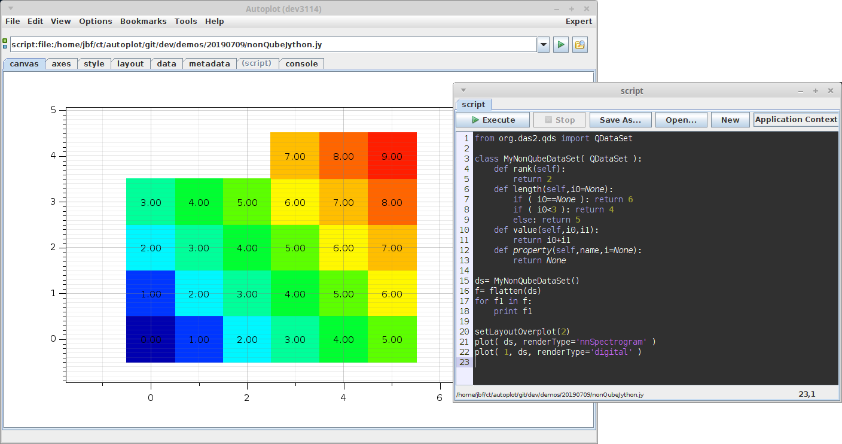 Autoplot (dev3114)
File Edit View Options Bookmarks Tools Help Expert
script:file:/home/jbf/ct/autoplot/git/dev/demos/20190709/nonQubeJython.jy
canvas axes style layout data metadata (script) console
5
4
3
2
1
0
7.00 8.00 9.00
3.00 4.00 5.00 6.00 7.00 8.00
2.00 3.00 4.00 5.00 6.00 7.00
1.00 2.00 3.00 4.00 5.00 6.00
0.00 1.00 2.00 3.00 4.00 5.00
0 2 4 6
script
script
Execute Stop Save As... Open... New Application Context
1 from org.das2.qds import QDataSet
2
3 class MyNonQubeDataSet( QDataSet ):
4 def rank(self):
5 return 2
6 def length(self,i0=None):
7 if ( i0==None ): return 6
8 if ( i0<3 ): return 4
9 else: return 5
10 def value(self,i0,i1):
11 return i0+i1
12 def property(self,name,i=None):
13 return None
14
15 ds= MyNonQubeDataSet()
16 f= flatten(ds)
17 for f1 in f:
18 print f1
19
20 setLayoutOverplot(2)
21 plot( ds, renderType='nnSpectrogram' )
22 plot( 1, ds, renderType='digital' )
23
/home/jbf/ct/autoplot/git/dev/demos/20190709/nonQubeJython.jy 23,1